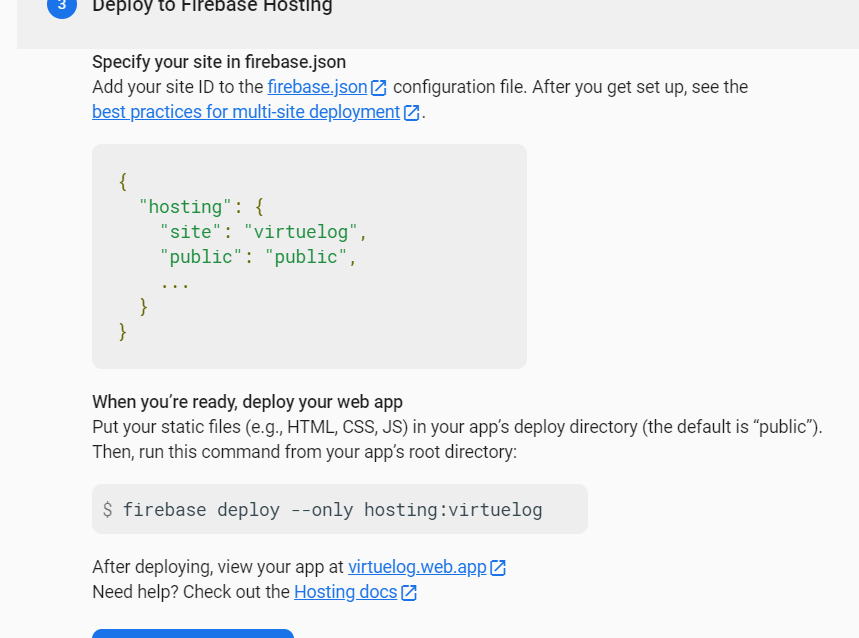 3 Deploy to Firebase Hosting
Specify your site in firebase.json
Add your site ID to the firebase.json configuration file. After you get set up, see the
best practices for multi-site deployment.
{
  "hosting": {
    "site": "virtuelog",
    "public": "public",
    ...
  }
}
When you’re ready, deploy your web app
Put your static files (e.g., HTML, CSS, JS) in your app’s deploy directory (the default is “public”).
Then, run this command from your app’s root directory:
$ firebase deploy --only hosting:virtuelog
After deploying, view your app at virtuelog.web.app
Need help? Check out the Hosting docs